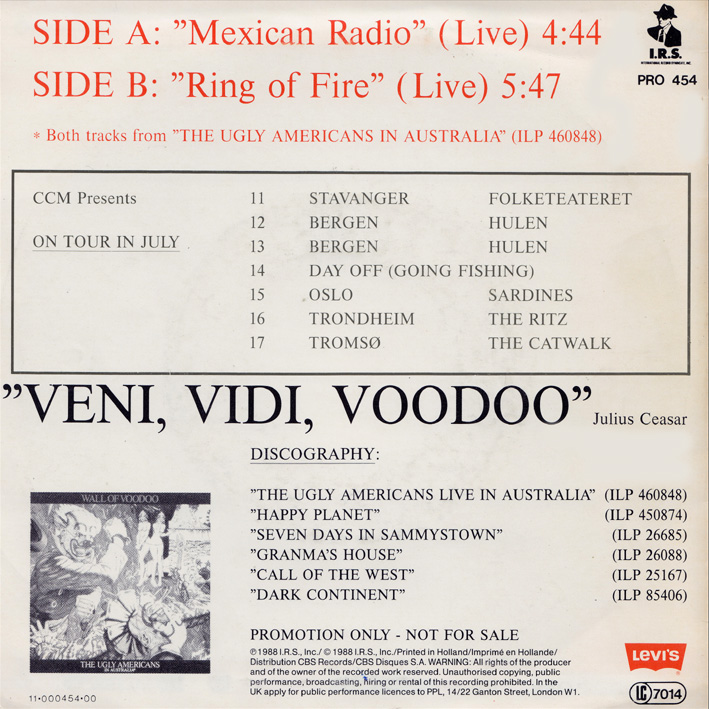 SIDE A: ”Mexican Radio” (Live) 4:44
SIDE B: ”Ring of Fire” (Live) 5:47
* Both tracks from ”THE UGLY AMERICANS IN AUSTRALIA” (ILP 460848)
I.R.S.
INTERNATIONAL RECORD SYNDICATE, INC.
PRO 454
CCM Presents
ON TOUR IN JULY
11 STAVANGER FOLKETEATERET
12 BERGEN HULEN
13 BERGEN HULEN
14 DAY OFF (GOING FISHING)
15 OSLO SARDINES
16 TRONDHEIM THE RITZ
17 TROMSØ THE CATWALK
”VENI, VIDI, VOODOO” Julius Ceasar
DISCOGRAPHY:
”THE UGLY AMERICANS LIVE IN AUSTRALIA” (ILP 460848)
”HAPPY PLANET” (ILP 450874)
”SEVEN DAYS IN SAMMYSTOWN” (ILP 26685)
”GRANMA’S HOUSE” (ILP 26088)
”CALL OF THE WEST” (ILP 25167)
”DARK CONTINENT” (ILP 85406)
WALL OF VOODOO
THE UGLY AMERICANS
IN AUSTRALIA*
PROMOTION ONLY - NOT FOR SALE
℗ 1988 I.R.S., Inc./ © 1988 I.R.S., Inc./Printed in Holland/Imprimé en Hollande/
Distribution CBS Records/CBS Disques S.A. WARNING: All rights of the producer
and of the owner of the recorded work reserved. Unauthorised copying, public
performance, broadcasting, hiring or rental of this recording prohibited. In the
UK apply for public performance licences to PPL, 14/22 Ganton Street, London W1.
LEVI'S
LC 7014
11-000454-00